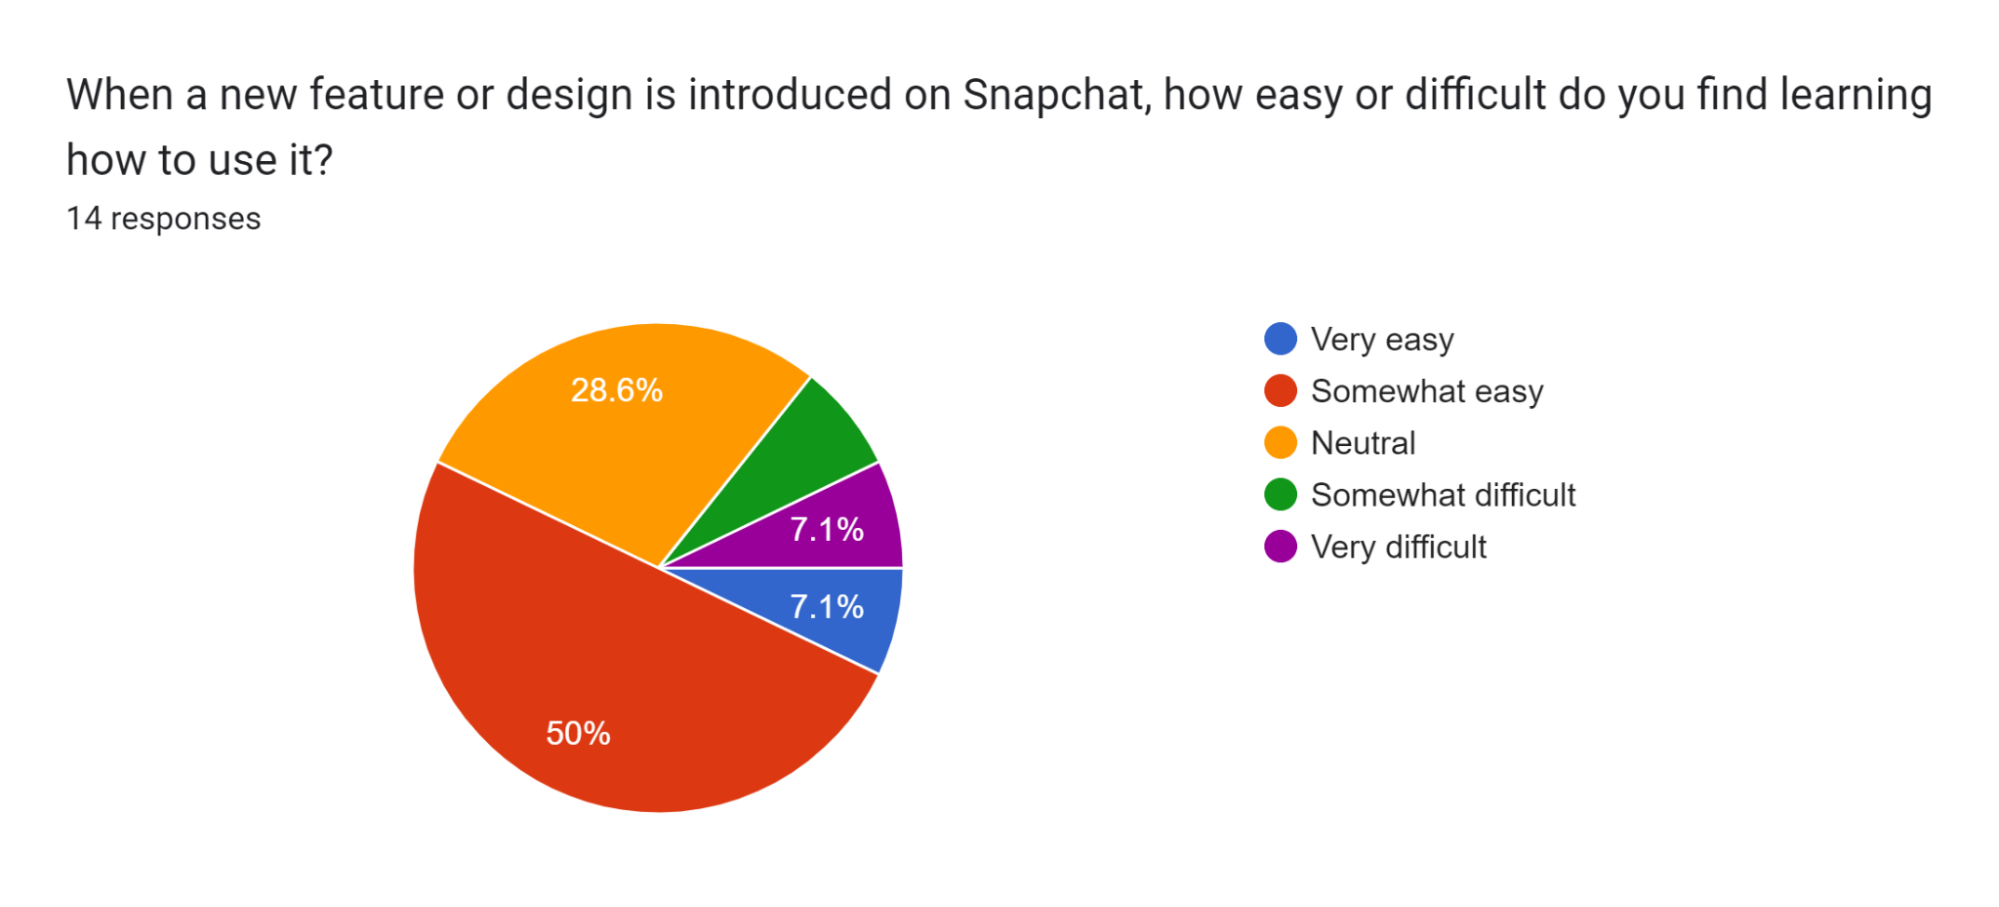 When a new feature or design is introduced on Snapchat, how easy or difficult do you find learning
how to use it?
14 responses
Very easy
Somewhat easy
Neutral
Somewhat difficult
Very difficult
28.6%
7.1%
7.1%
50%